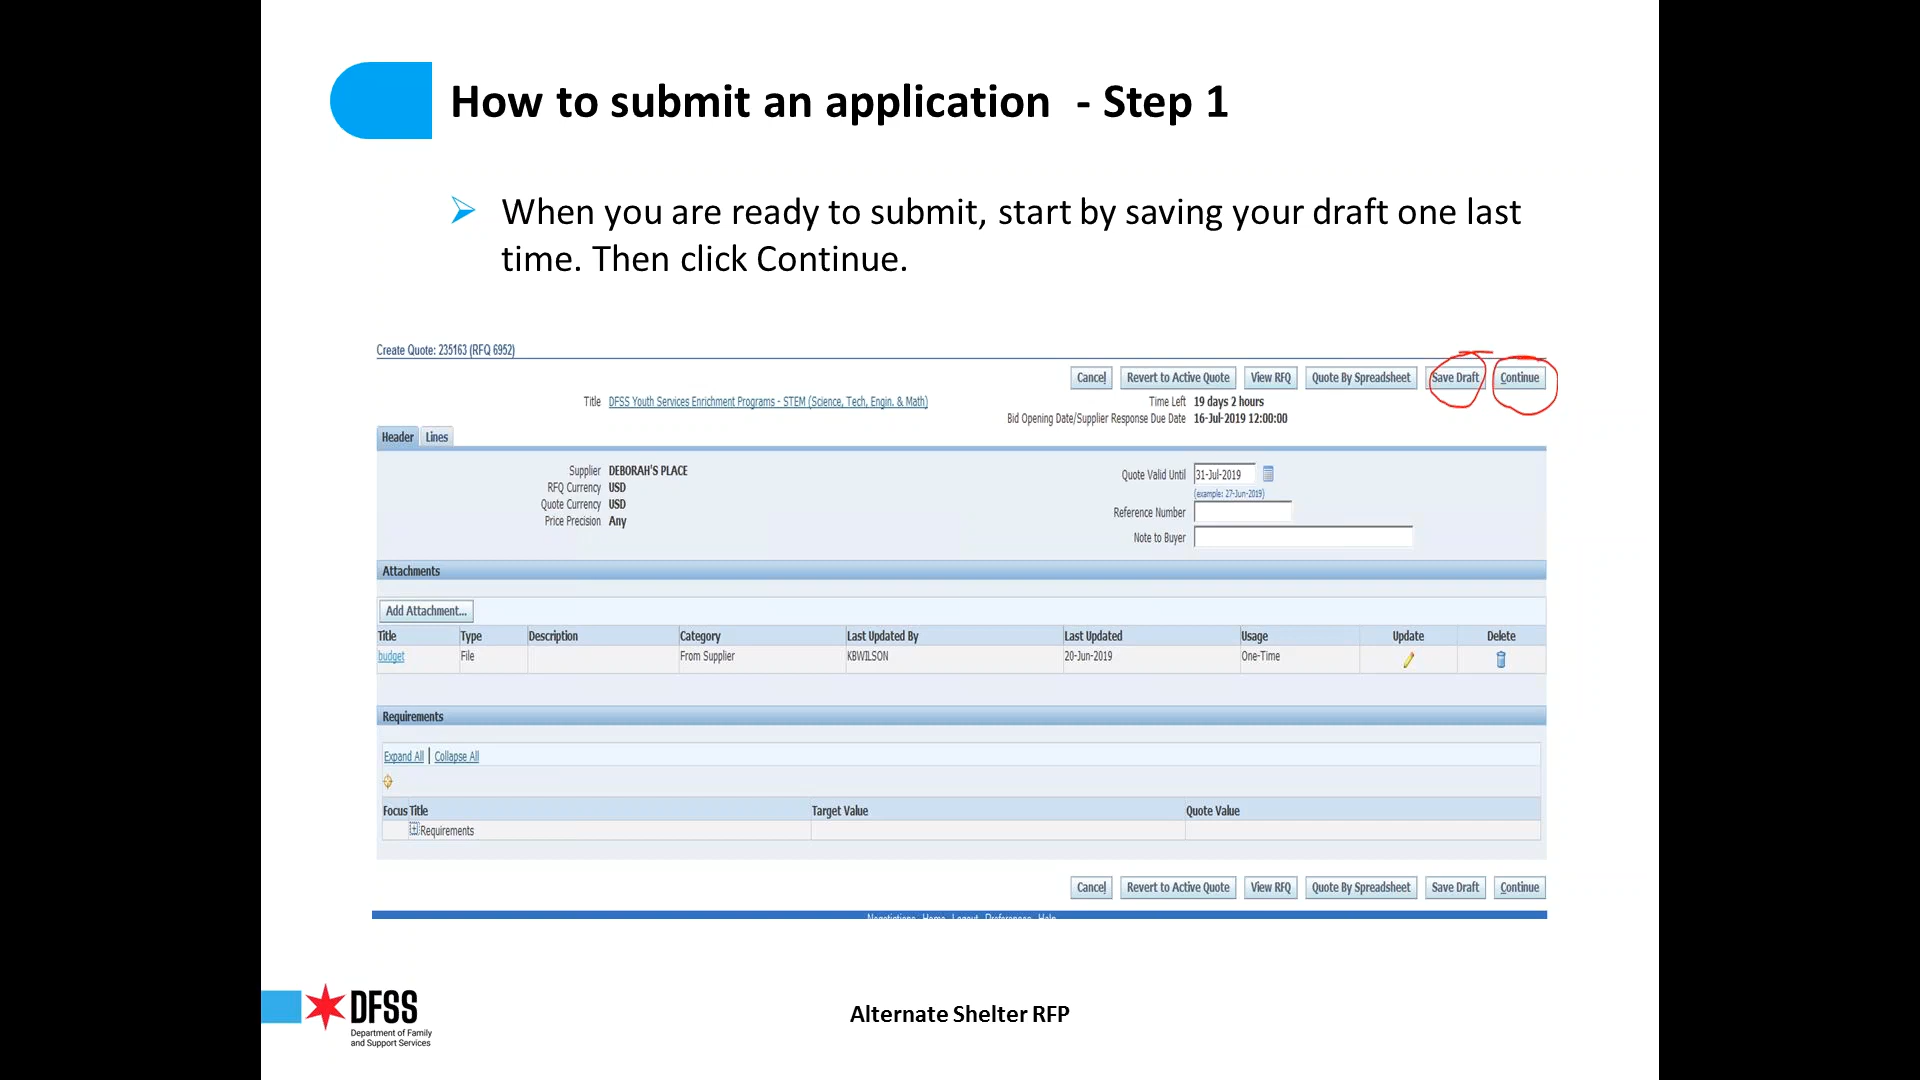 How to submit an application - Step 1
When you are ready to submit, start by saving your draft one last
time. Then click Continue.
Create Quote: 235163 (RFQ 6952)
Cancel Revert to Active Quote View RFQ Quote By Spreadsheet Save Draft Continue
Title DFSS Youth Services Enrichment Programs - STEM (Science, Tech, Engin. & Math)
Time Left 19 days 2 hours
Bid Opening Date/Supplier Response Due Date 16-Jul-2019 12:00:00
Header Lines
Supplier DEBORAH'S PLACE
RFQ Currency USD
Quote Currency USD
Price Precision Any
Quote Valid Until 31-Jul-2019
(example: 27-Jun-2019)
Reference Number
Note to Buyer
Attachments
Add Attachment...
Title Type Description Category Last Updated By Last Updated Usage Update Delete
budget File From Supplier KBWILSON 20-Jun-2019 One-Time
Requirements
Expand All | Collapse All
Focus Title Target Value Quote Value
Requirements
Cancel Revert to Active Quote View RFQ Quote By Spreadsheet Save Draft Continue
Negotiations Home Logout Preferences Help
DFSS
Department of Family
and Support Services
Alternate Shelter RFP